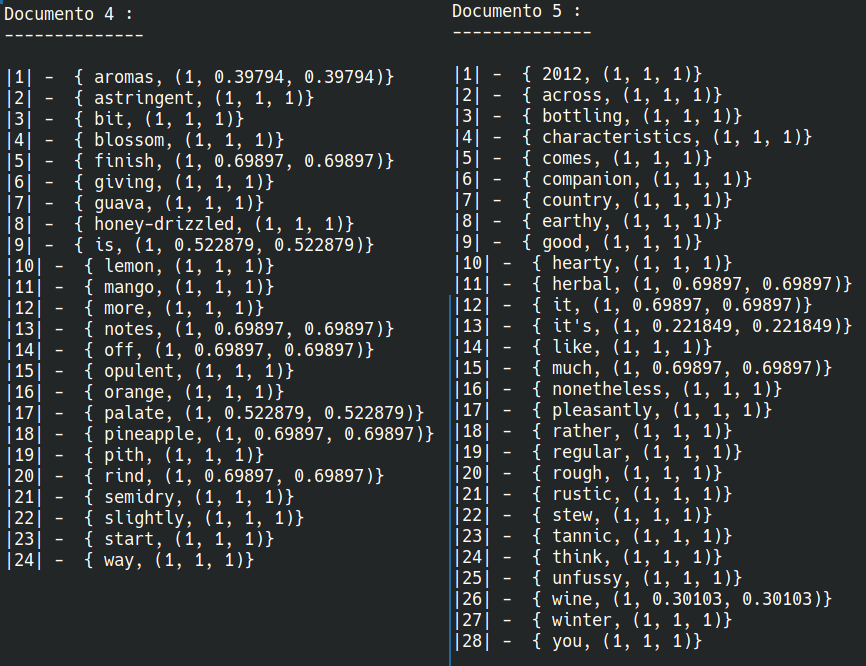 Documento 4 :
--------------
|1| -  { aromas, (1, 0.39794, 0.39794)}
|2| -  { astringent, (1, 1, 1)}
|3| -  { bit, (1, 1, 1)}
|4| -  { blossom, (1, 1, 1)}
|5| -  { finish, (1, 0.69897, 0.69897)}
|6| -  { giving, (1, 1, 1)}
|7| -  { guava, (1, 1, 1)}
|8| -  { honey-drizzled, (1, 1, 1)}
|9| -  { is, (1, 0.522879, 0.522879)}
|10| -  { lemon, (1, 1, 1)}
|11| -  { mango, (1, 1, 1)}
|12| -  { more, (1, 1, 1)}
|13| -  { notes, (1, 0.69897, 0.69897)}
|14| -  { off, (1, 0.69897, 0.69897)}
|15| -  { opulent, (1, 1, 1)}
|16| -  { orange, (1, 1, 1)}
|17| -  { palate, (1, 0.522879, 0.522879)}
|18| -  { pineapple, (1, 0.69897, 0.69897)}
|19| -  { pith, (1, 1, 1)}
|20| -  { rind, (1, 0.69897, 0.69897)}
|21| -  { semidry, (1, 1, 1)}
|22| -  { slightly, (1, 1, 1)}
|23| -  { start, (1, 1, 1)}
|24| -  { way, (1, 1, 1)}
Documento 5 :
--------------
|1| -  { 2012, (1, 1, 1)}
|2| -  { across, (1, 1, 1)}
|3| -  { bottling, (1, 1, 1)}
|4| -  { characteristics, (1, 1, 1)}
|5| -  { comes, (1, 1, 1)}
|6| -  { companion, (1, 1, 1)}
|7| -  { country, (1, 1, 1)}
|8| -  { earthy, (1, 1, 1)}
|9| -  { good, (1, 1, 1)}
|10| -  { hearty, (1, 1, 1)}
|11| -  { herbal, (1, 0.69897, 0.69897)}
|12| -  { it, (1, 0.69897, 0.69897)}
|13| -  { it's, (1, 0.221849, 0.221849)}
|14| -  { like, (1, 1, 1)}
|15| -  { much, (1, 0.69897, 0.69897)}
|16| -  { nonetheless, (1, 1, 1)}
|17| -  { pleasantly, (1, 1, 1)}
|18| -  { rather, (1, 1, 1)}
|19| -  { regular, (1, 1, 1)}
|20| -  { rough, (1, 1, 1)}
|21| -  { rustic, (1, 1, 1)}
|22| -  { stew, (1, 1, 1)}
|23| -  { tannic, (1, 1, 1)}
|24| -  { think, (1, 1, 1)}
|25| -  { unfussy, (1, 1, 1)}
|26| -  { wine, (1, 0.30103, 0.30103)}
|27| -  { winter, (1, 1, 1)}
|28| -  { you, (1, 1, 1)}